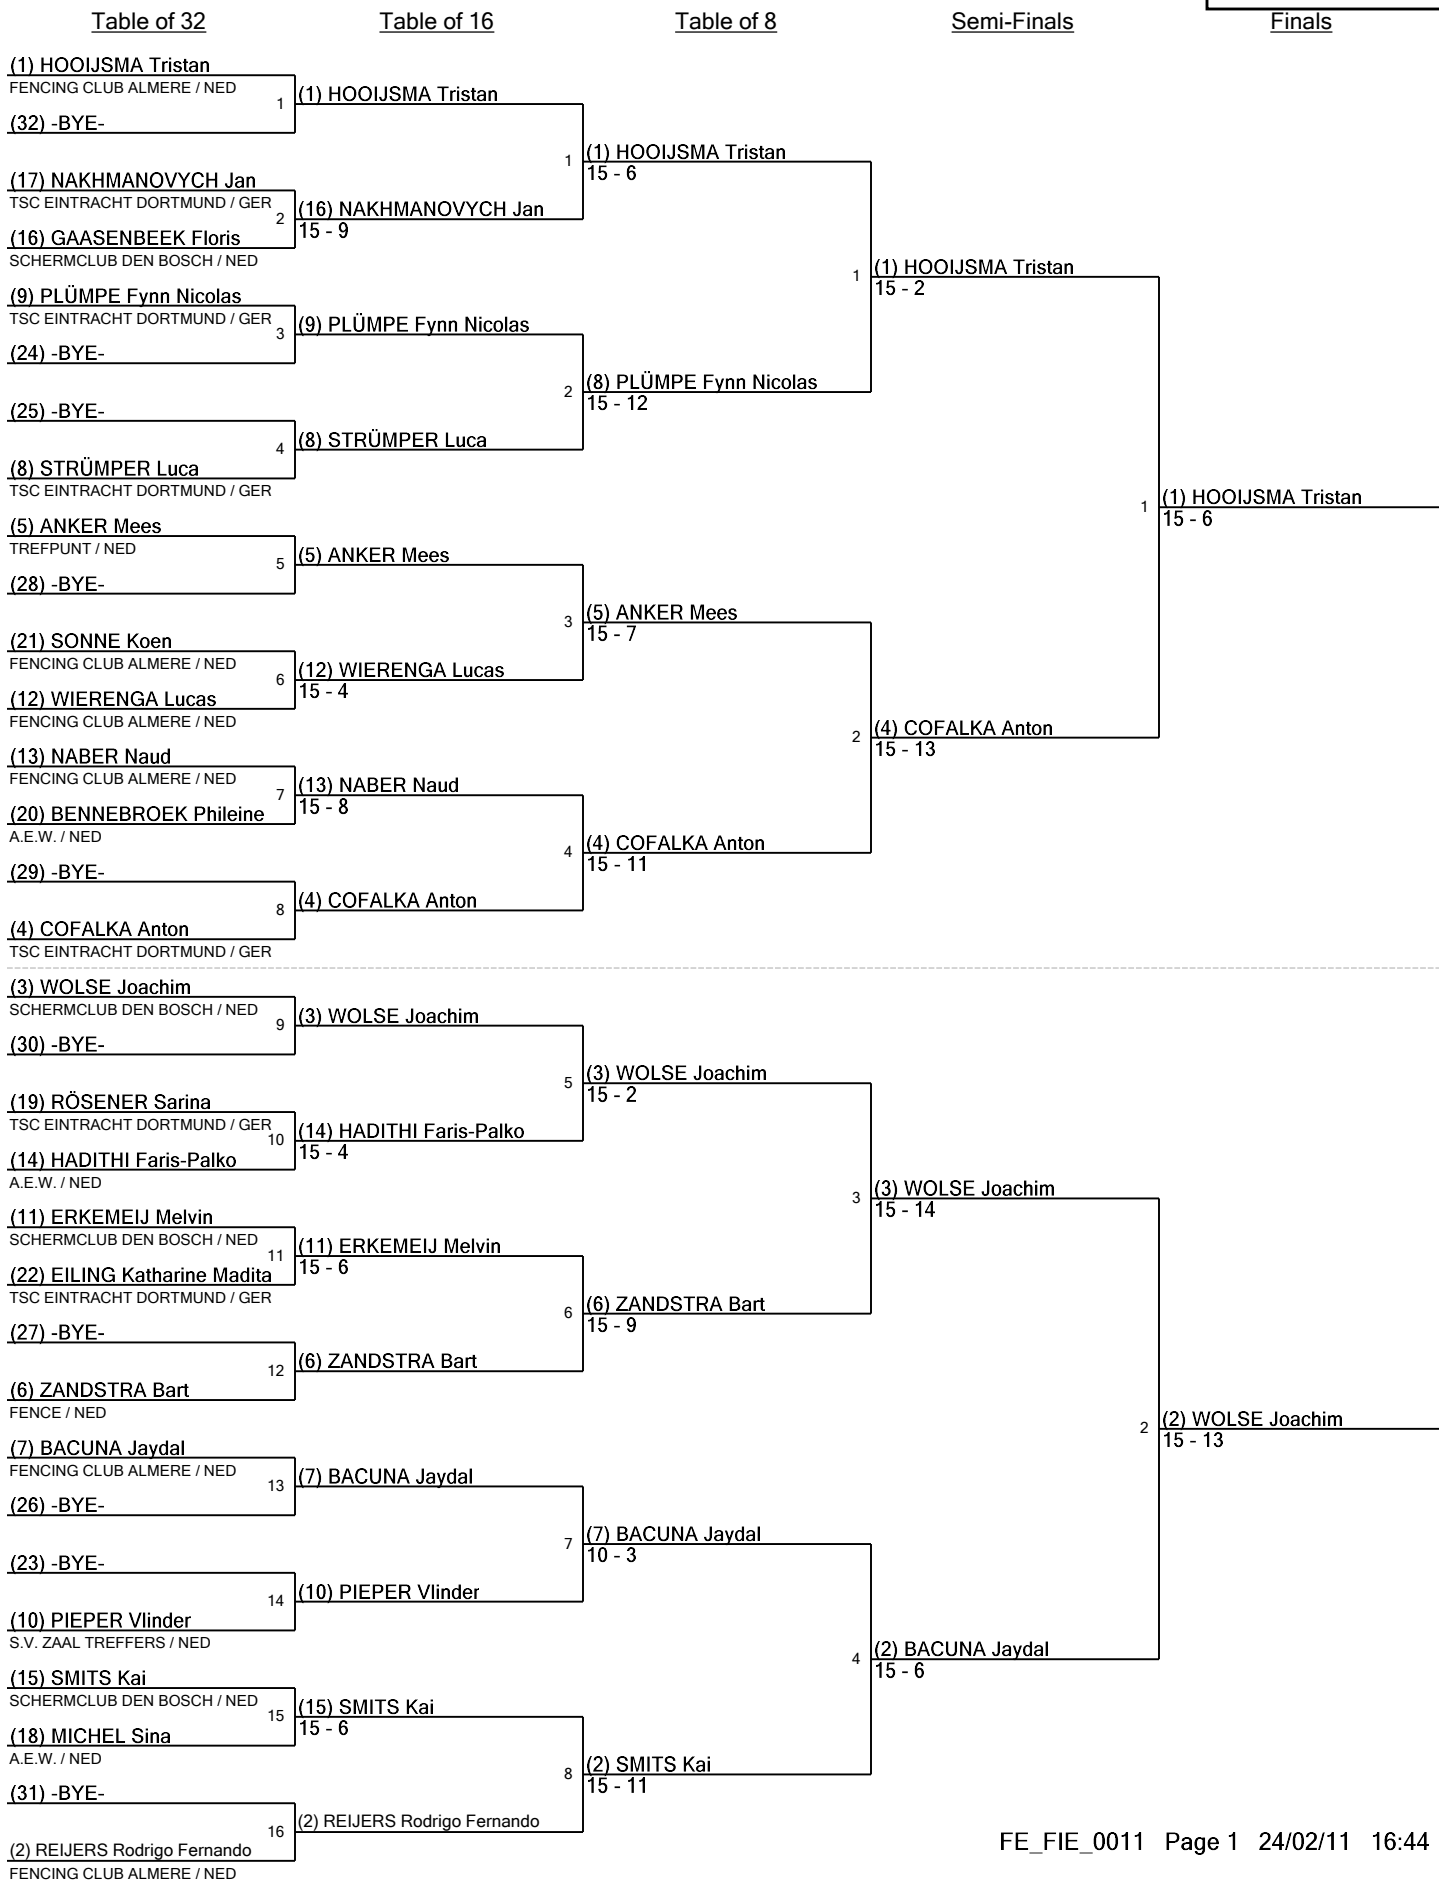 Table of 32
Table of 16
Table of 8
Semi-Finals
Finals
(1) HOOIJSMA Tristan
FENCING CLUB ALMERE / NED
1
(32) -BYE-
(17) NAKHMANOVYCH Jan
TSC EINTRACHT DORTMUND / GER
2
(16) GAASENBEEK Floris
SCHERMCLUB DEN BOSCH / NED
(9) PLÜMPE Fynn Nicolas
TSC EINTRACHT DORTMUND / GER
3
(24) -BYE-
(25) -BYE-
4
(8) STRÜMPER Luca
TSC EINTRACHT DORTMUND / GER
(5) ANKER Mees
TREFPUNT / NED
5
(28) -BYE-
(21) SONNE Koen
FENCING CLUB ALMERE / NED
6
(12) WIERENGA Lucas
FENCING CLUB ALMERE / NED
(13) NABER Naud
FENCING CLUB ALMERE / NED
7
(20) BENNEBROEK Phileine
A.E.W. / NED
(29) -BYE-
8
(4) COFALKA Anton
TSC EINTRACHT DORTMUND / GER
(3) WOLSE Joachim
SCHERMCLUB DEN BOSCH / NED
9
(30) -BYE-
(19) RÖSENER Sarina
TSC EINTRACHT DORTMUND / GER
10
(14) HADITHI Faris-Palko
A.E.W. / NED
(11) ERKEMEIJ Melvin
SCHERMCLUB DEN BOSCH / NED
11
(22) EILING Katharine Madita
TSC EINTRACHT DORTMUND / GER
(27) -BYE-
12
(6) ZANDSTRA Bart
FENCE / NED
(7) BACUNA Jaydal
FENCING CLUB ALMERE / NED
13
(26) -BYE-
(23) -BYE-
14
(10) PIEPER Vlinder
S.V. ZAAL TREFFERS / NED
(15) SMITS Kai
SCHERMCLUB DEN BOSCH / NED
15
(18) MICHEL Sina
A.E.W. / NED
(31) -BYE-
16
(2) REIJERS Rodrigo Fernando
FENCING CLUB ALMERE / NED
(1) HOOIJSMA Tristan
1
(16) NAKHMANOVYCH Jan
15 - 9
(9) PLÜMPE Fynn Nicolas
2
(8) STRÜMPER Luca
(5) ANKER Mees
3
(12) WIERENGA Lucas
15 - 4
(13) NABER Naud
15 - 8
4
(4) COFALKA Anton
(3) WOLSE Joachim
5
(14) HADITHI Faris-Palko
15 - 4
(11) ERKEMEIJ Melvin
15 - 6
6
(6) ZANDSTRA Bart
(7) BACUNA Jaydal
7
(10) PIEPER Vlinder
(15) SMITS Kai
15 - 6
8
(2) REIJERS Rodrigo Fernando
(1) HOOIJSMA Tristan
15 - 6
1
(8) PLÜMPE Fynn Nicolas
15 - 12
(5) ANKER Mees
15 - 7
2
(4) COFALKA Anton
15 - 11
(3) WOLSE Joachim
15 - 2
3
(6) ZANDSTRA Bart
15 - 9
(7) BACUNA Jaydal
10 - 3
4
(2) SMITS Kai
15 - 11
(1) HOOIJSMA Tristan
15 - 2
1
(4) COFALKA Anton
15 - 13
(3) WOLSE Joachim
15 - 14
2
(2) BACUNA Jaydal
15 - 6
(1) HOOIJSMA Tristan
15 - 6
(2) WOLSE Joachim
15 - 13
FE_FIE_0011 Page 1 24/02/11 16:44